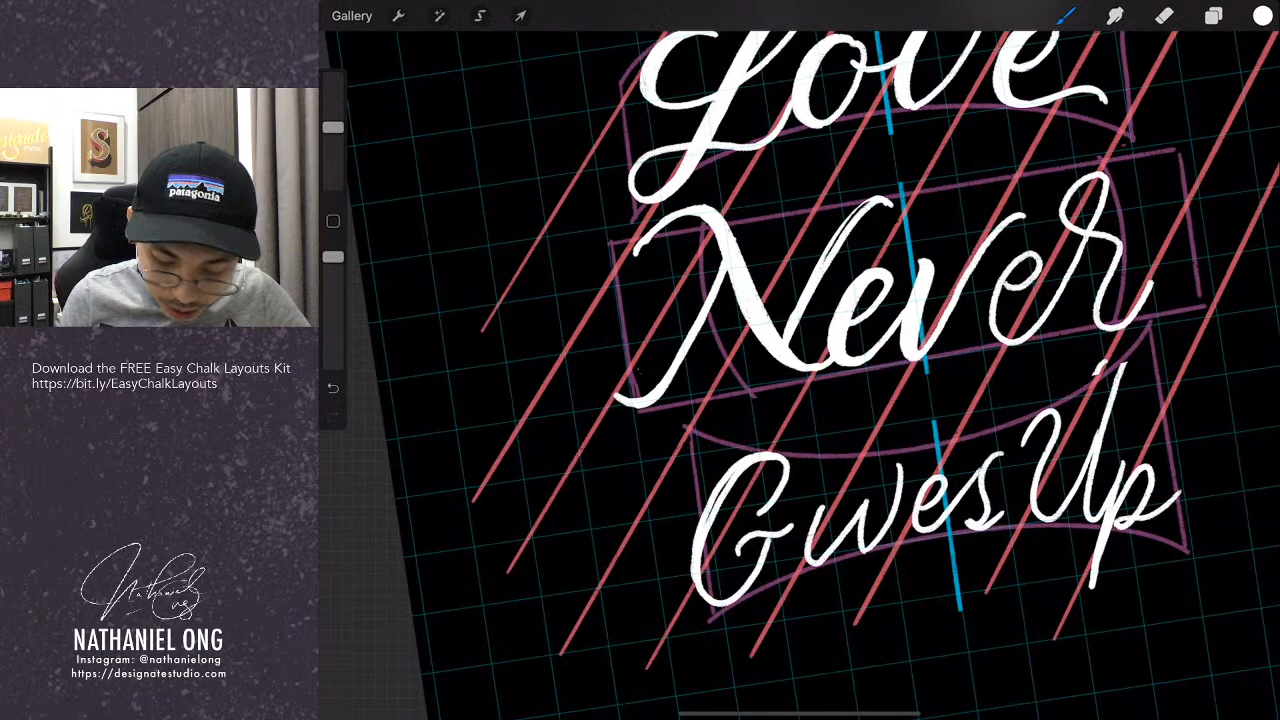 Gallery
Love
Never
Gives Up
patagonia
Download the FREE Easy Chalk Layouts Kit
https://bit.ly/EasyChalkLayouts
NATHANIEL ONG
Instagram: @nathanielong
https://designatestudio.com